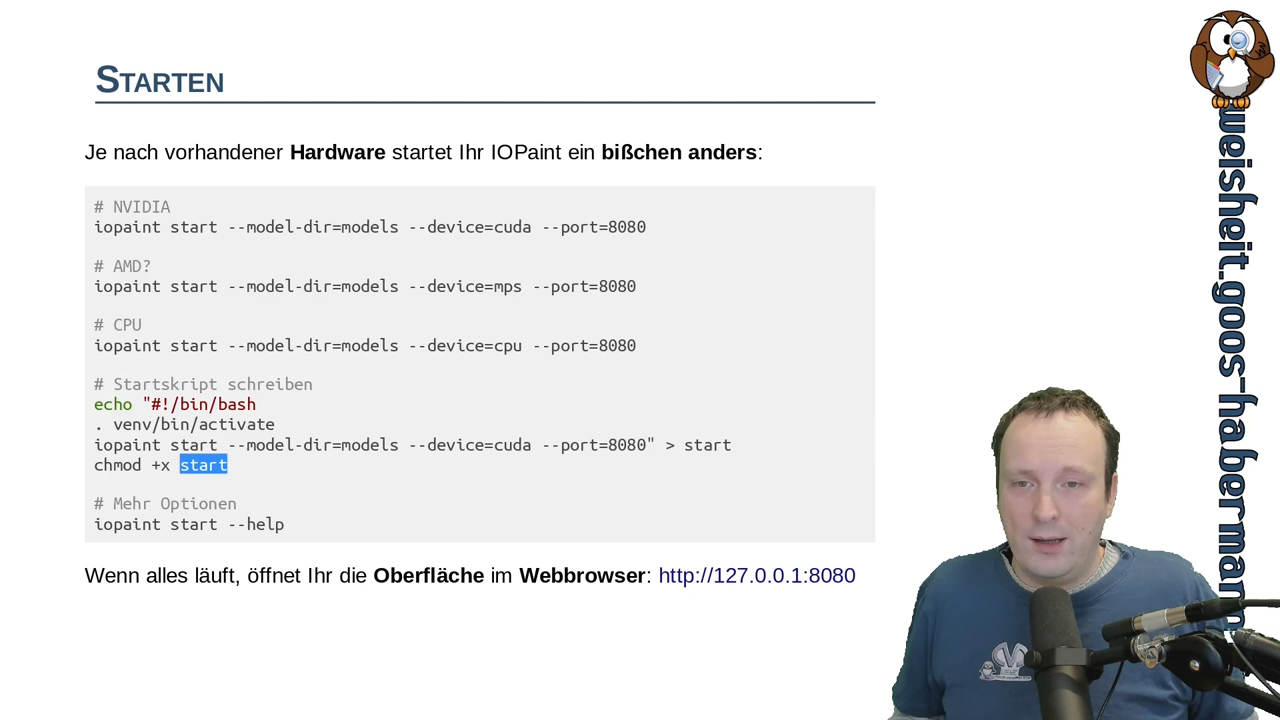 STARTEN
Je nach vorhandener Hardware startet Ihr IOPaint ein bißchen anders:
# NVIDIA
iopaint start --model-dir=models --device=cuda --port=8080
# AMD?
iopaint start --model-dir=models --device=mps --port=8080
# CPU
iopaint start --model-dir=models --device=cpu --port=8080
# Startskript schreiben
echo "#!/bin/bash
. venv/bin/activate
iopaint start --model-dir=models --device=cuda --port=8080" > start
chmod +x start
# Mehr Optionen
iopaint start --help
Wenn alles läuft, öffnet Ihr die Oberfläche im Webbrowser: http://127.0.0.1:8080
weisheit.goos-habermann